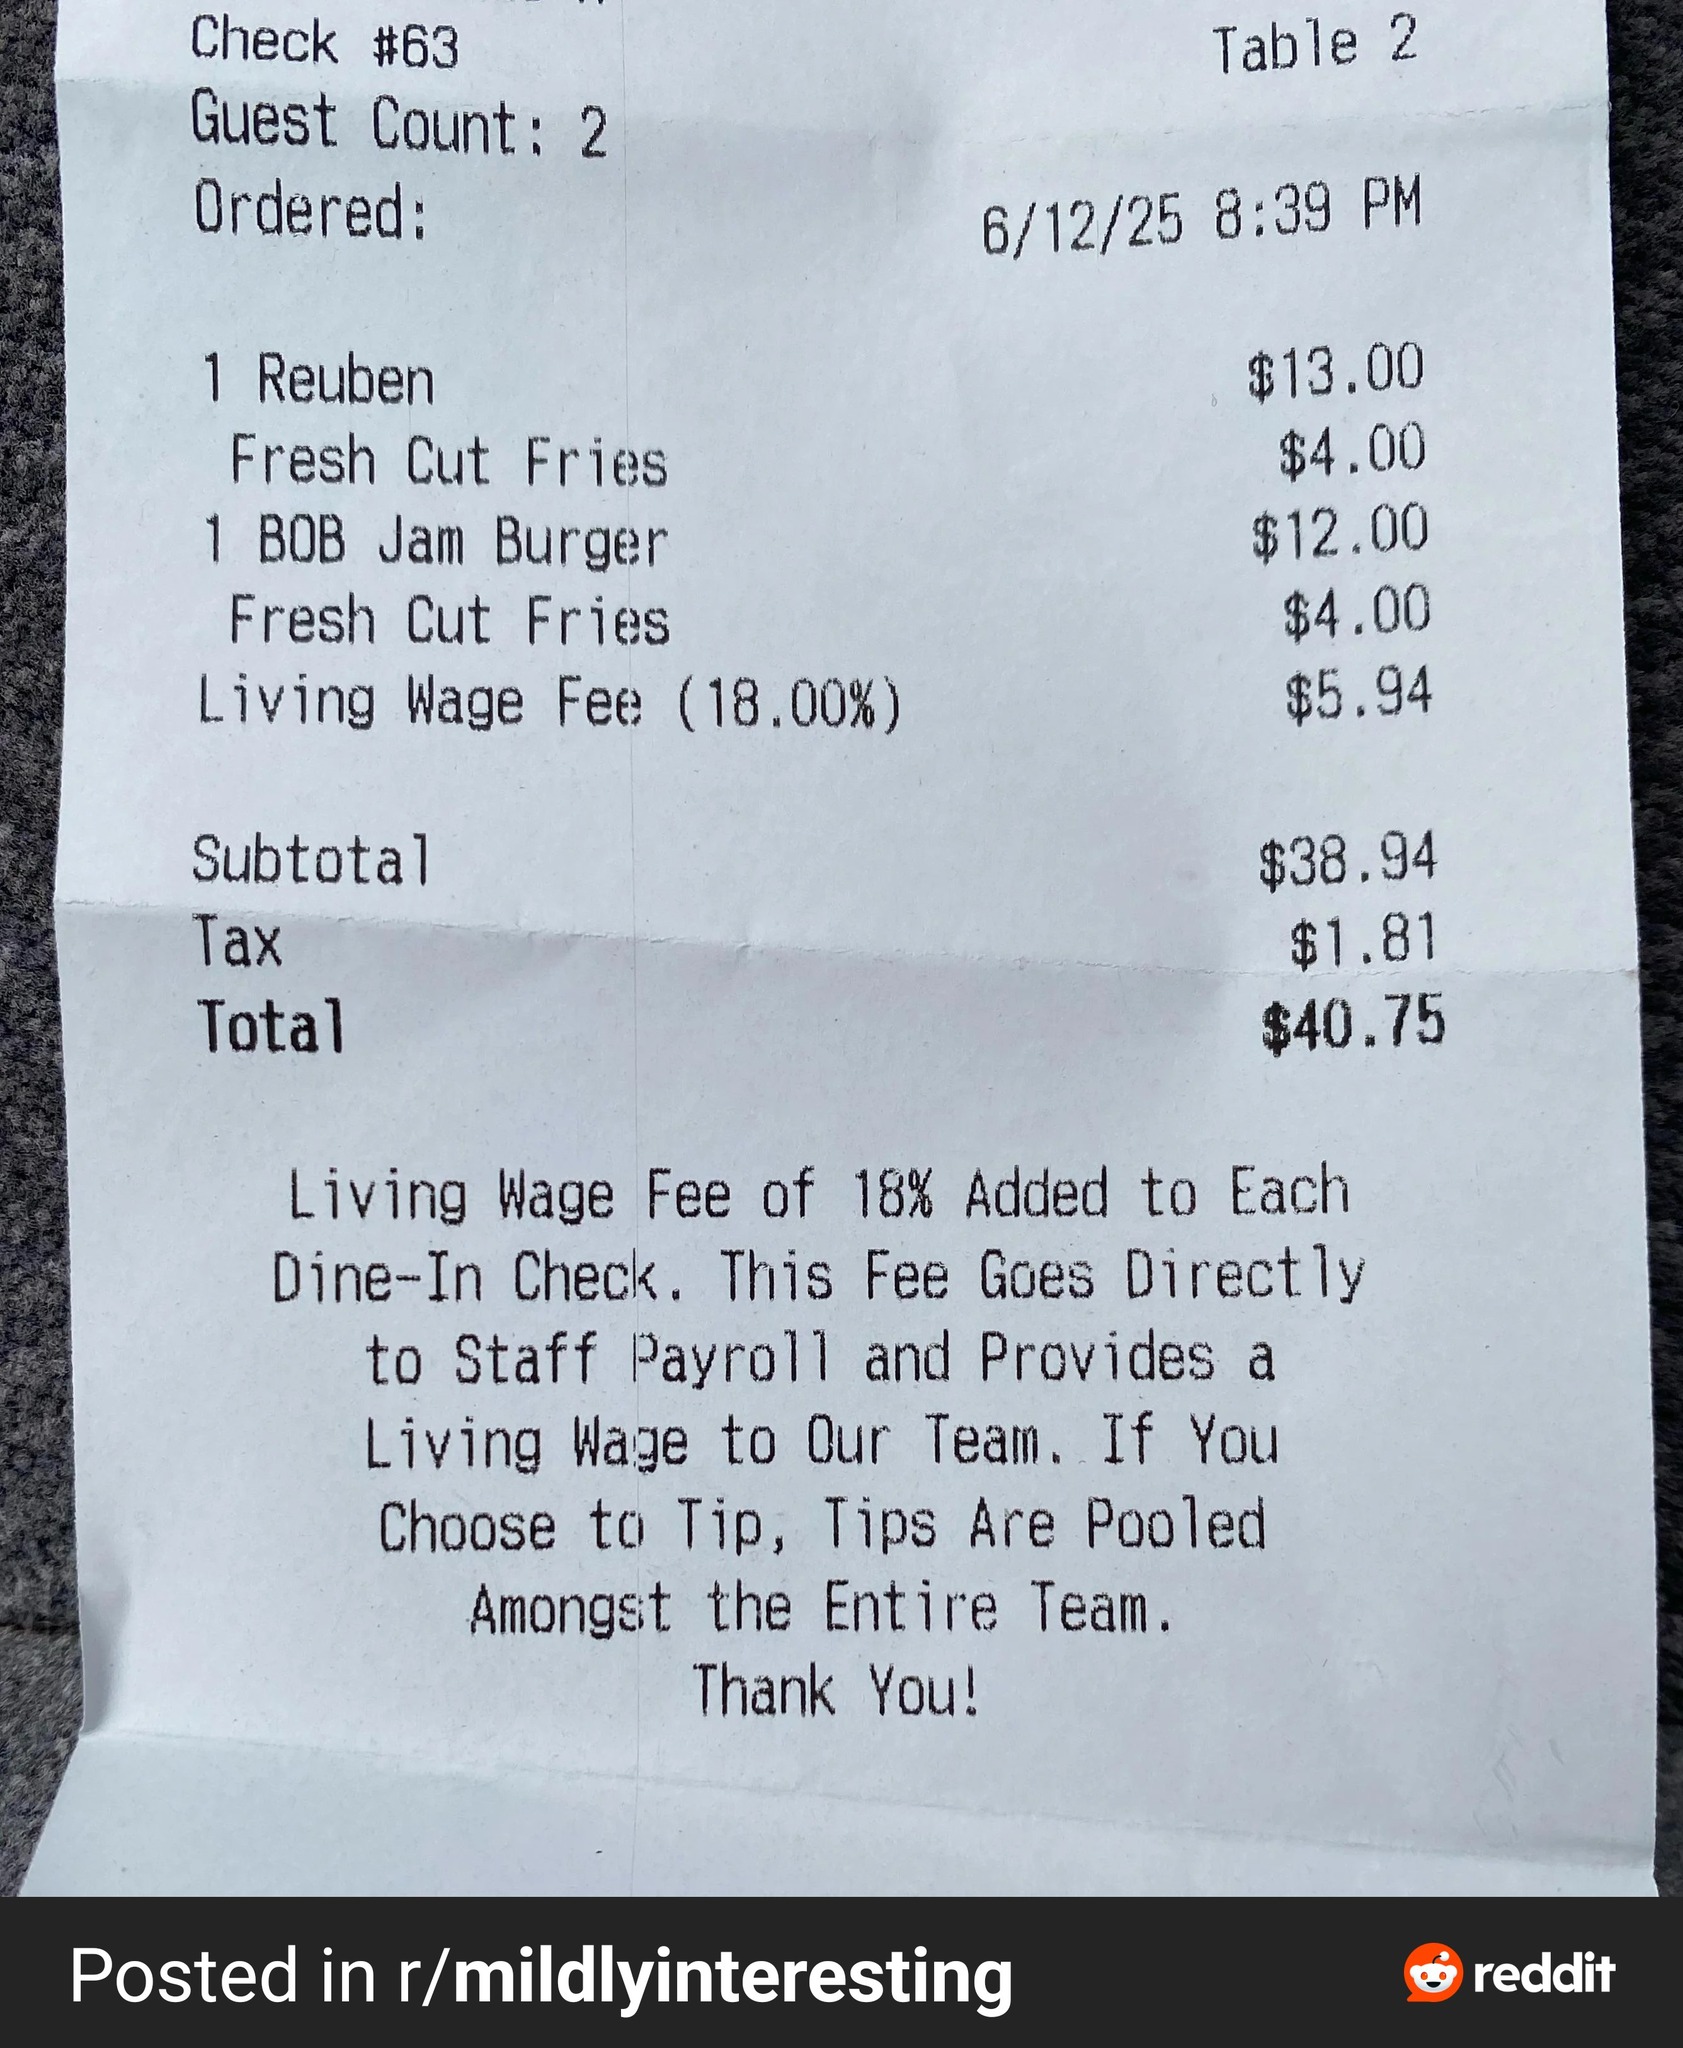 Check #63 Table 2
Guest Count: 2
Ordered: 6/12/25 8:39 PM
1 Reuben $13.00
Fresh Cut Fries $4.00
1 BOB Jam Burger $12.00
Fresh Cut Fries $4.00
Living Wage Fee (18.00%) $5.94
Subtotal $38.94
Tax $1.81
Total $40.75
Living Wage Fee of 18% Added to Each
Dine-In Check. This Fee Goes Directly
to Staff Payroll and Provides a
Living Wage to Our Team. If You
Choose to Tip, Tips Are Pooled
Amongst the Entire Team.
Thank You!
Posted in r/mildlyinteresting reddit